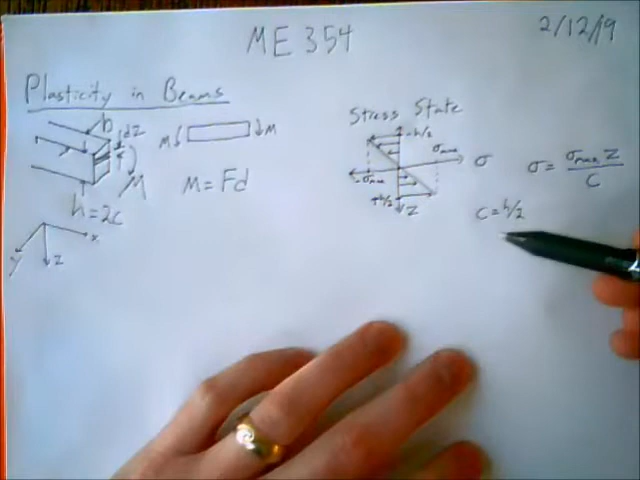 ME 354
2/12/19
Plasticity in Beams
b
dz
M
h=2c
x
y
z
M
M
M = Fd
Stress State
-h/2
σmax
σ
-σmax
+h/2
z
σ = σmax z / c
c = h/2